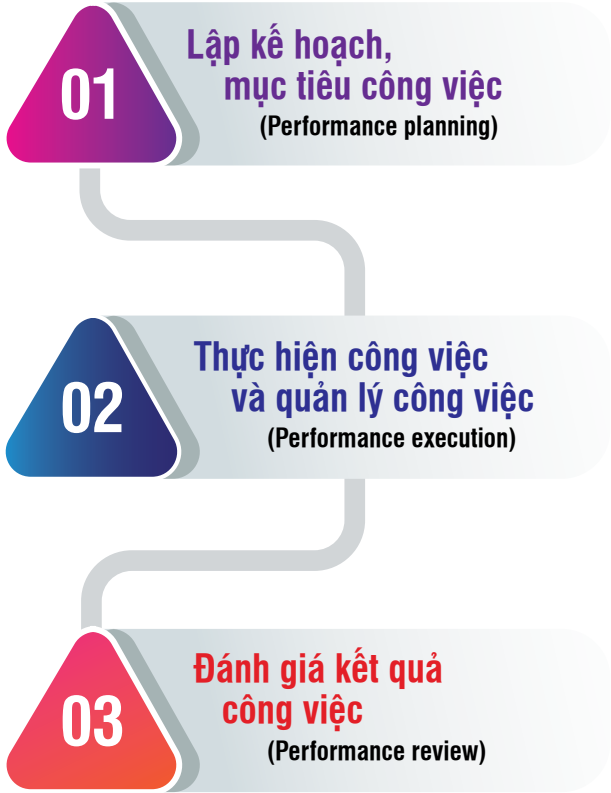 01
Lập kế hoạch,
mục tiêu công việc
(Performance planning)
02
Thực hiện công việc
và quản lý công việc
(Performance execution)
03
Đánh giá kết quả
công việc
(Performance review)